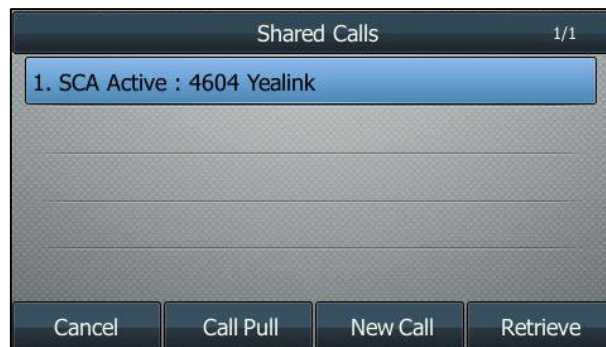 Shared Calls 1/1
1. SCA Active : 4604 Yealink
Cancel Call Pull New Call Retrieve